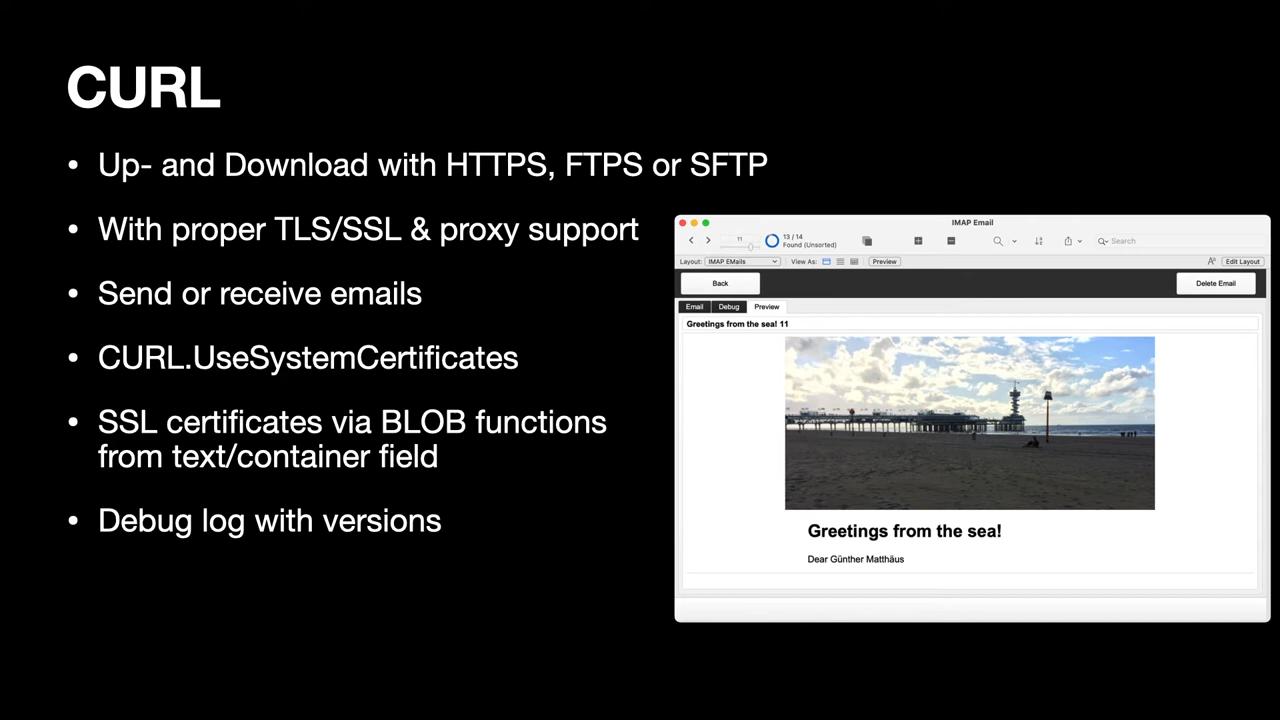 CURL
• Up- and Download with HTTPS, FTPS or SFTP
• With proper TLS/SSL & proxy support
• Send or receive emails
• CURL.UseSystemCertificates
• SSL certificates via BLOB functions
from text/container field
• Debug log with versions
IMAP Email
11
13 / 14
Found (Unsorted)
Search
Layout: IMAP EMails View As: Preview Edit Layout
Back Delete Email
Email Debug Preview
Greetings from the sea! 11
Greetings from the sea!
Dear Günther Matthäus